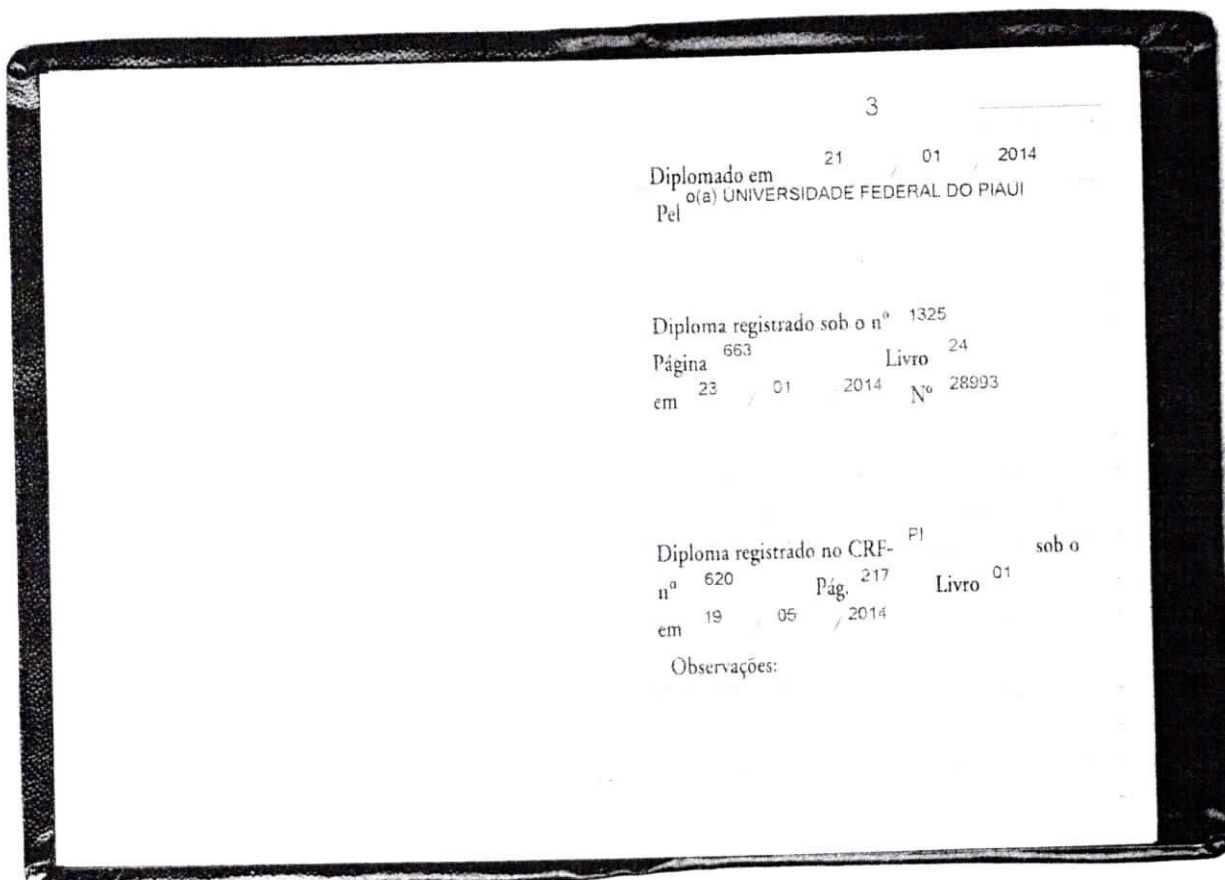 3
Diplomado em 21 / 01 / 2014
Pel o(a) UNIVERSIDADE FEDERAL DO PIAUI
Diploma registrado sob o nº 1325
Página 663 Livro 24
em 23 / 01 2014 Nº 28993
Diploma registrado no CRF- PI sob o
nº 620 Pág. 217 Livro 01
em 19 / 05 / 2014
Observações: